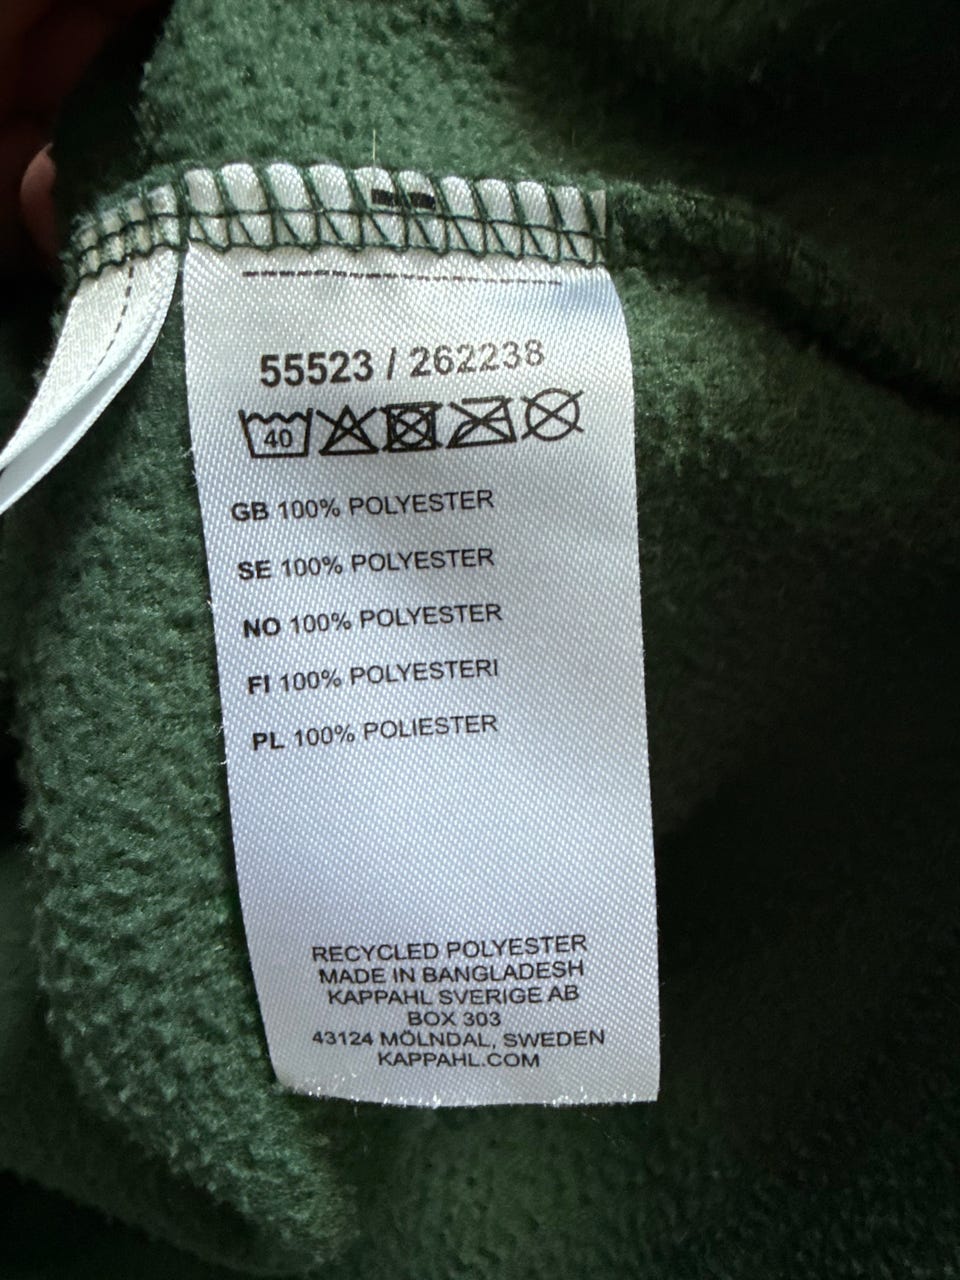 55523 / 262238
40
GB 100% POLYESTER
SE 100% POLYESTER
NO 100% POLYESTER
FI 100% POLYESTERI
PL 100% POLIESTER
RECYCLED POLYESTER
MADE IN BANGLADESH
KAPPAHL SVERIGE AB
BOX 303
43124 MÖLNDAL, SWEDEN
KAPPAHL.COM